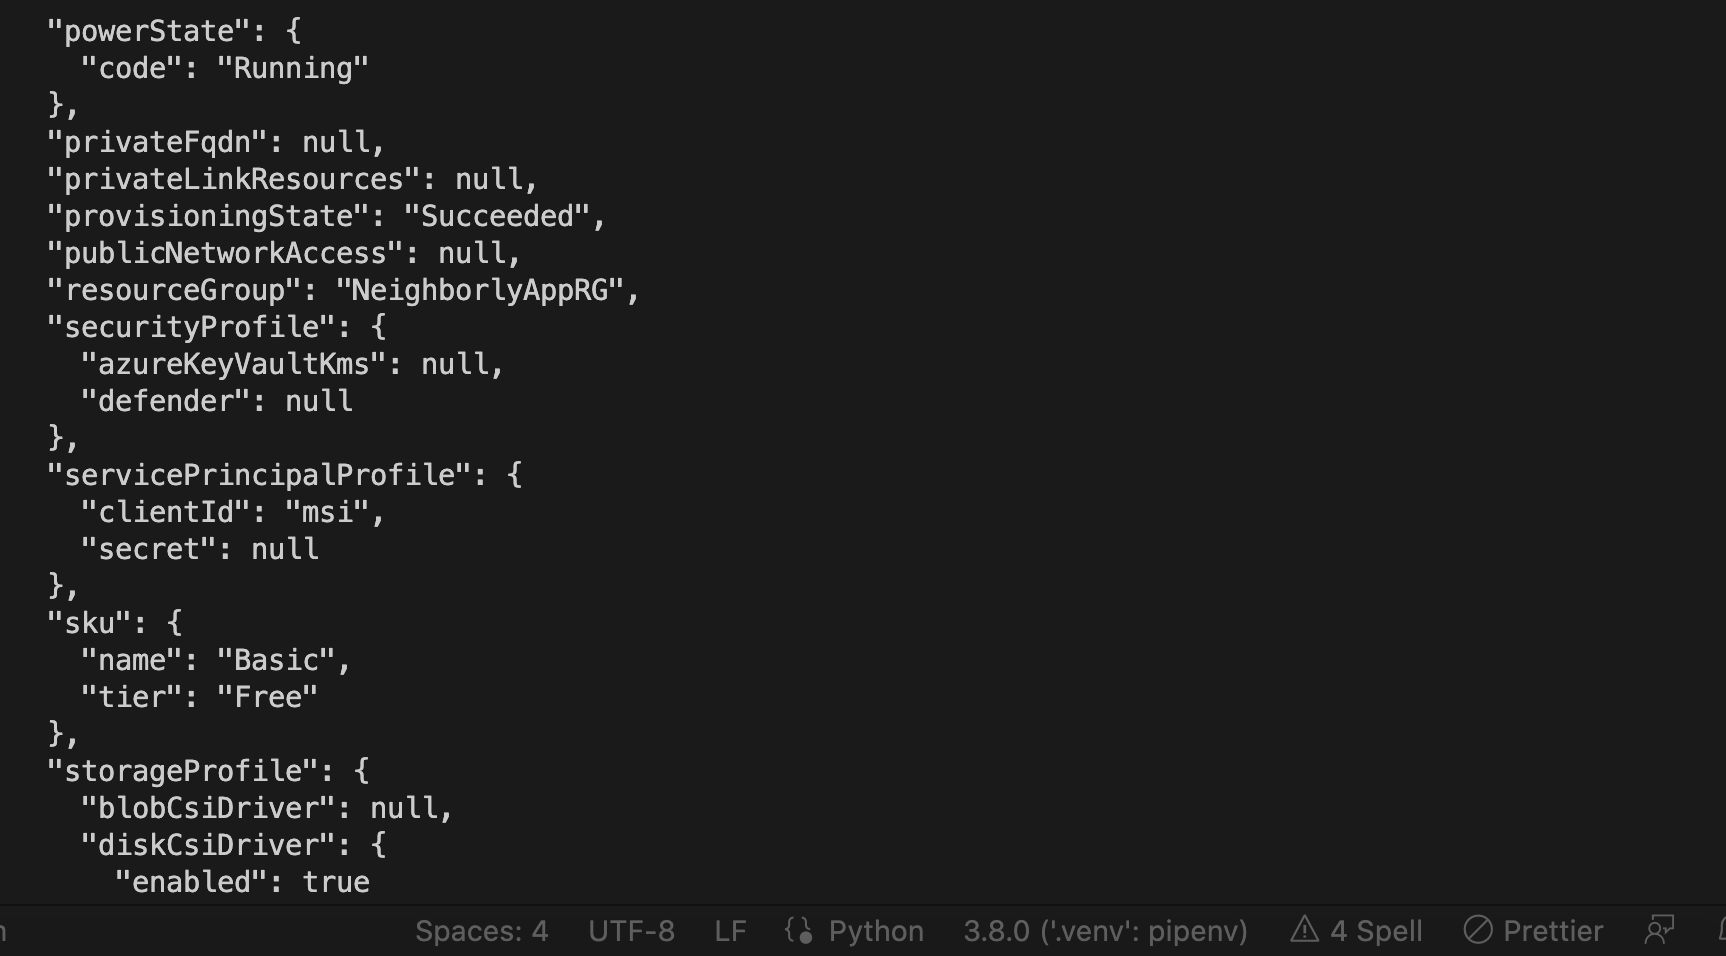 "powerState": {
"code": "Running"
},
"privateFqdn": null,
"privateLinkResources": null,
"provisioningState": "Succeeded",
"publicNetworkAccess": null,
"resourceGroup": "NeighborlyAppRG",
"securityProfile": {
"azureKeyVaultKms": null,
"defender": null
},
"servicePrincipalProfile": {
"clientId": "msi",
"secret": null
},
"sku": {
"name": "Basic",
"tier": "Free"
},
"storageProfile": {
"blobCsiDriver": null,
"diskCsiDriver": {
"enabled": true
Spaces: 4 UTF-8 LF Python 3.8.0 ('.venv': pipenv) 4 Spell Prettier